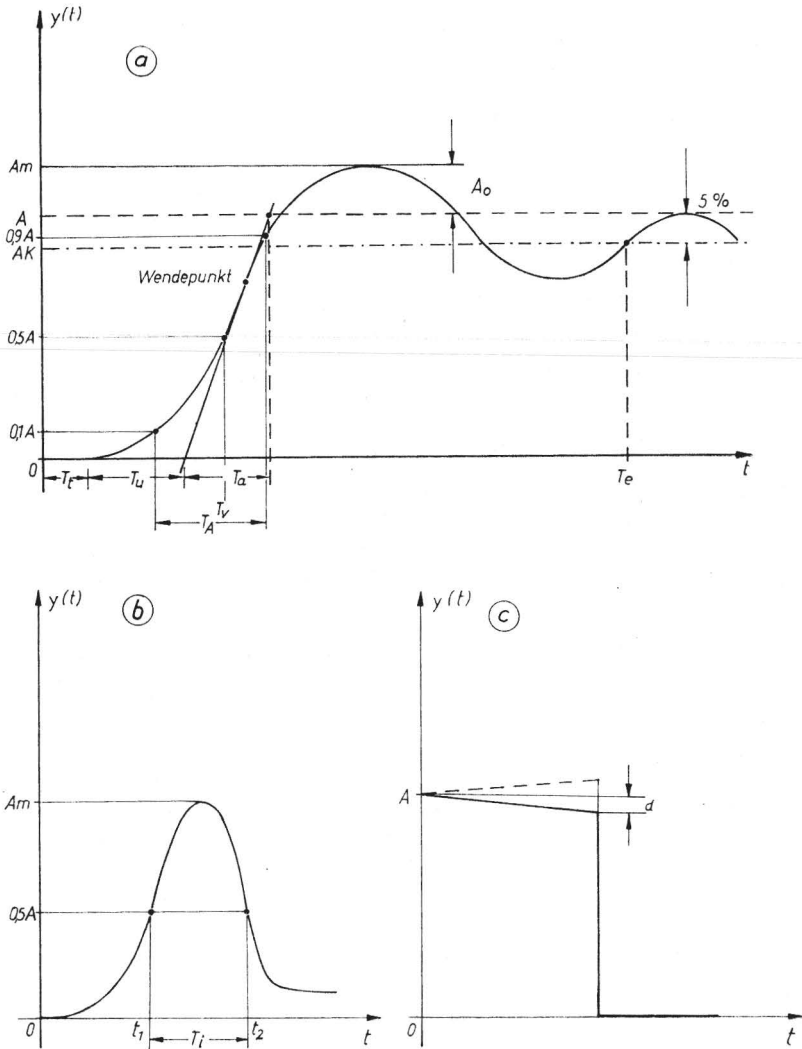 y(t)
a
Am
A₀
A
5%
0,9A
AK
Wendepunkt
0,5A
0,1A
0
Tt Tu Ta Te t
Tv
TA
y(t)
b
Am
0,5A
0 t₁ Ti t₂ t
y(t)
c
A
d
0 t